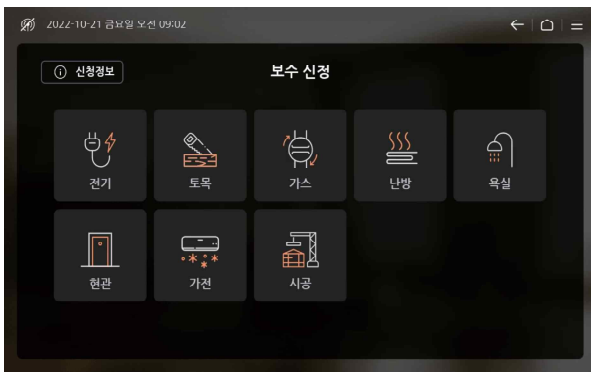 2022-10-21 금요일 오전 09:02
신청정보
보수 신청
전기
토목
가스
난방
욕실
현관
가전
시공